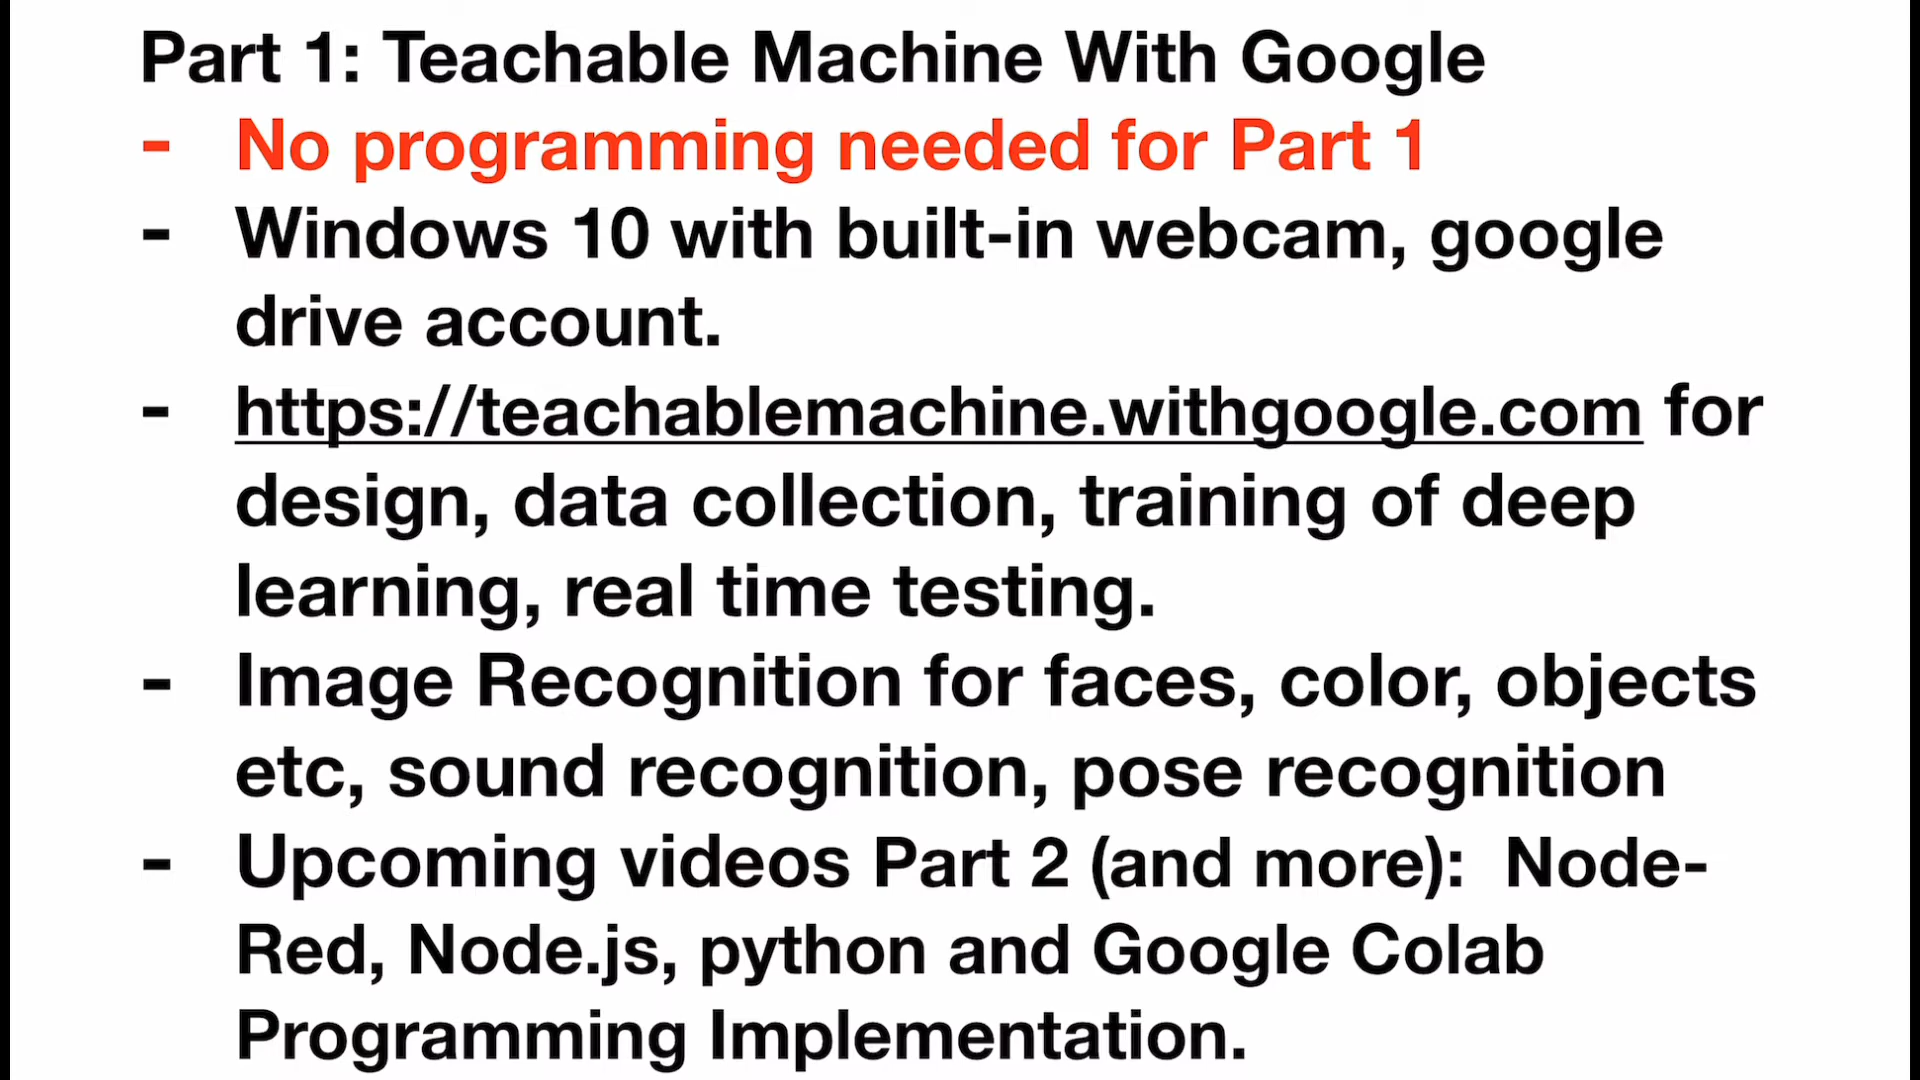 Part 1: Teachable Machine With Google
- No programming needed for Part 1
- Windows 10 with built-in webcam, google
drive account.
- https://teachablemachine.withgoogle.com for
design, data collection, training of deep
learning, real time testing.
- Image Recognition for faces, color, objects
etc, sound recognition, pose recognition
- Upcoming videos Part 2 (and more):  Node-
Red, Node.js, python and Google Colab
Programming Implementation.